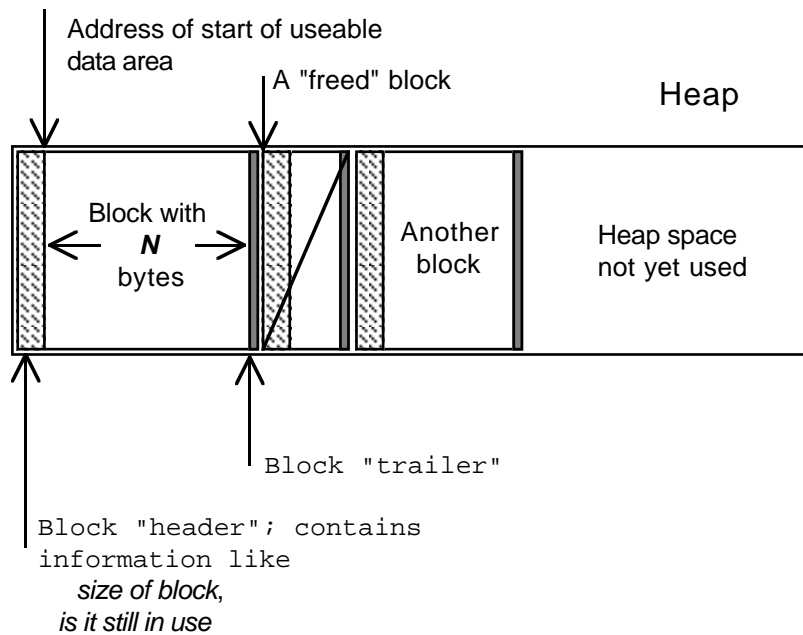 Address of start of useable
data area
A "freed" block
Heap
Block with
N
bytes
Another
block
Heap space
not yet used
Block "trailer"
Block "header"; contains
information like
size of block,
is it still in use